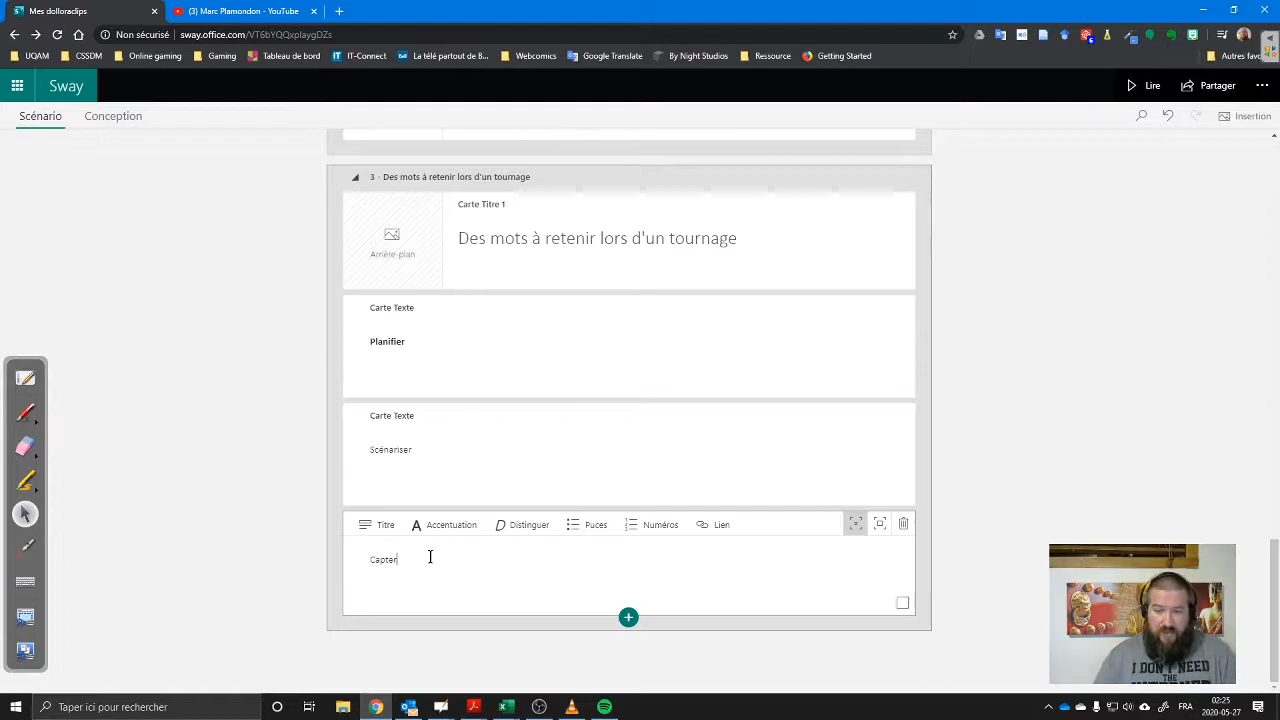 Mes dolloraclips
(3) Marc Plamondon - YouTube
Non sécurisé | sway.office.com/VT6bYQQxplaygDZs
UQAM
CSSDM
Online gaming
Gaming
Tableau de bord
IT-Connect
La télé partout de B...
Webcomics
Google Translate
By Night Studios
Ressource
Getting Started
Autres favo
Sway
Lire
Partager
Scénario
Conception
Insertion
3 - Des mots à retenir lors d'un tournage
Carte Titre 1
Des mots à retenir lors d'un tournage
Arrière-plan
Carte Texte
Planifier
Carte Texte
Scénariser
Titre
Accentuation
Distinguer
Puces
Numéros
Lien
Capter
I DON'T NEED
THE
Taper ici pour rechercher
FRA
02:25
2020-05-27